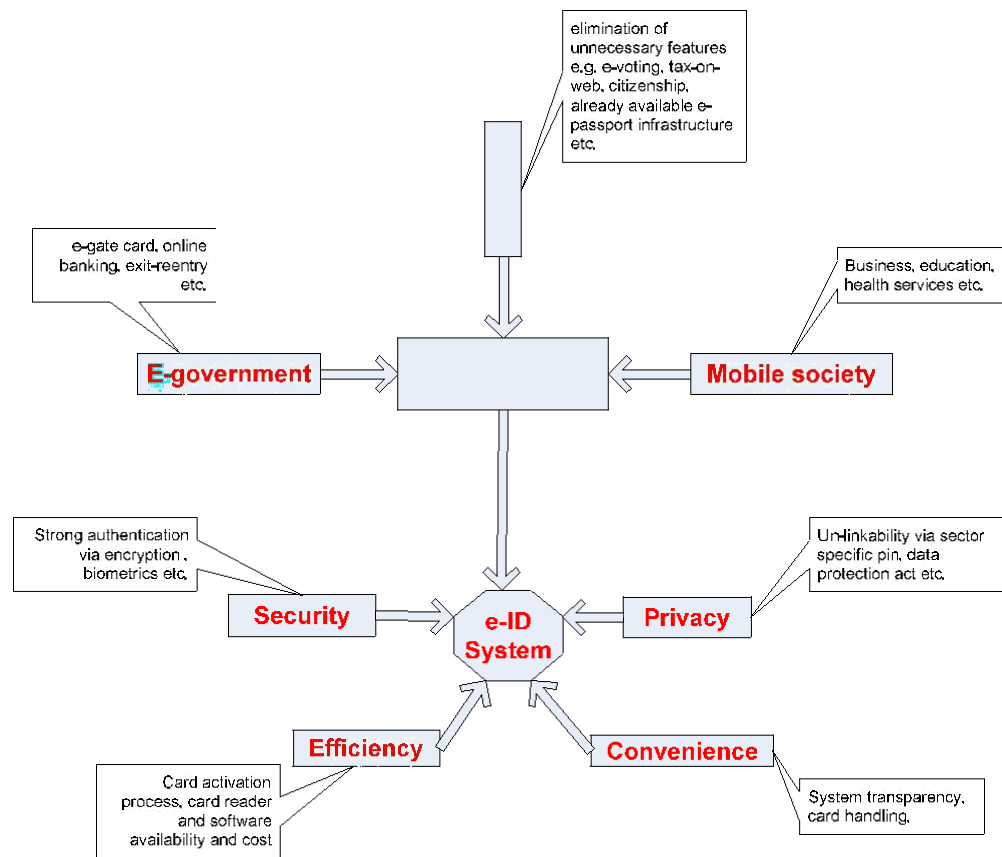 elimination of
unnecessary features
e.g. e-voting, tax-on-
web, citizenship,
already available e-
passport infrastructure
etc.
e-gate card, online
banking, exit-reentry
etc.
Business, education,
health services etc.
E-government
Mobile society
Strong authentication
via encryption ,
biometrics etc.
Un-linkability via sector
specific pin, data
protection act etc.
Security
e-ID
System
Privacy
Efficiency
Convenience
Card activation
process, card reader
and software
availability and cost
System transparency,
card handling,